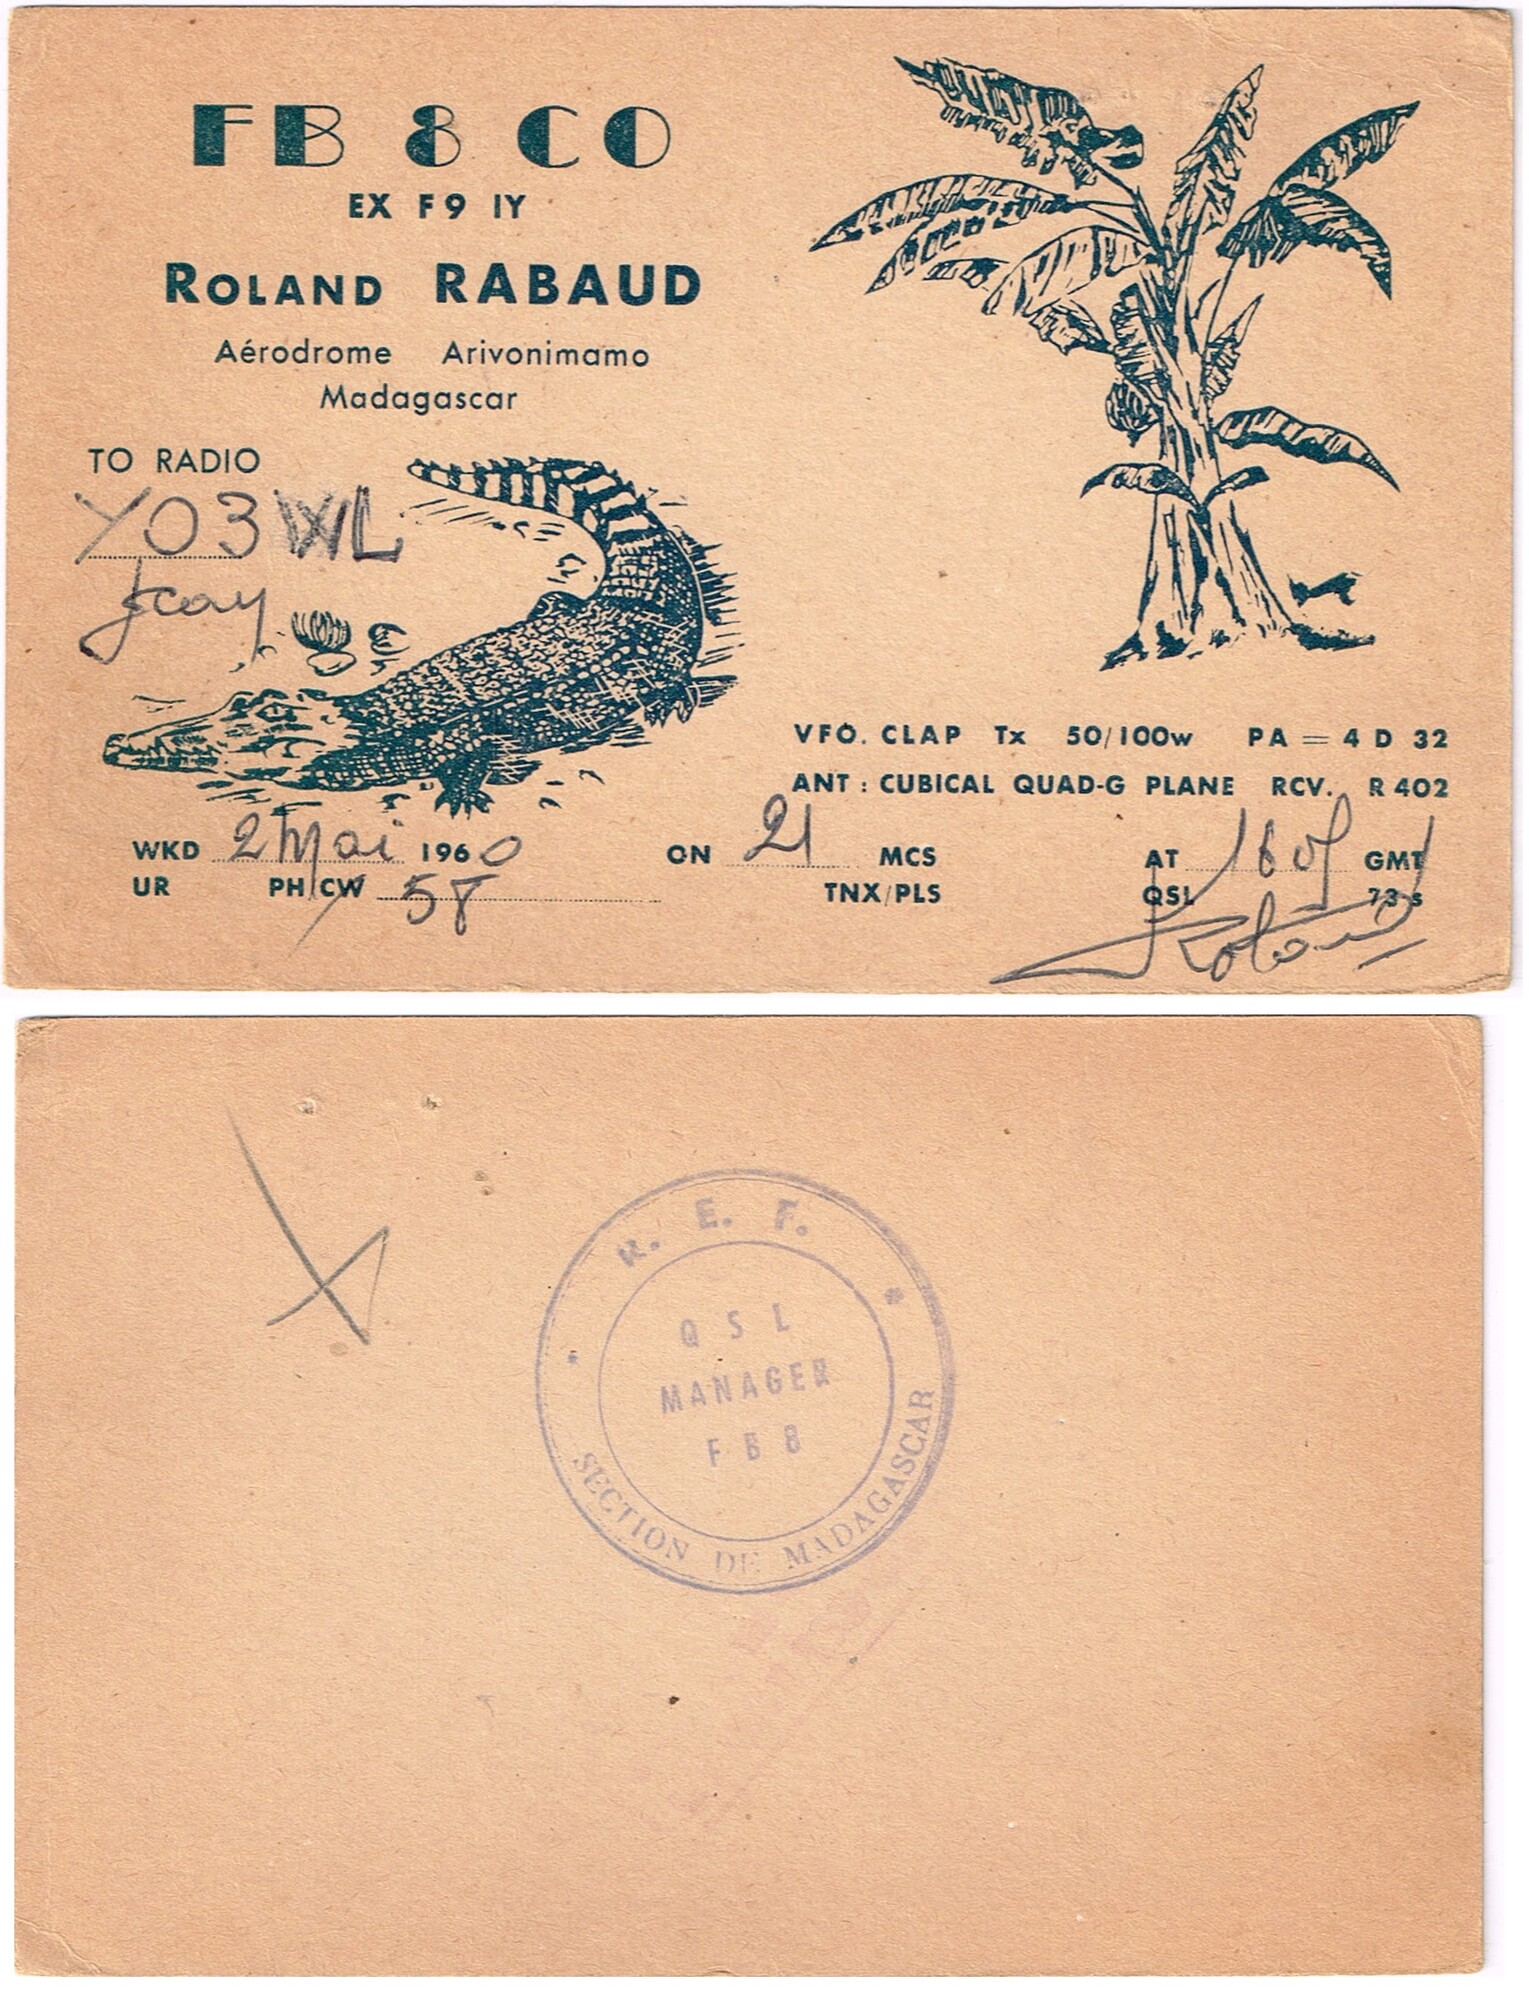 FB 8 CO
EX F9 IY
ROLAND RABAUD
Aérodrome Arivonimamo
Madagascar
TO RADIO
YO3WL
VFO. CLAP Tx 50/100w PA = 4 D 32
ANT : CUBICAL QUAD-G PLANE RCV. R 402
WKD 2 Mai 1960 ON 21 MCS AT GMT
UR PH/CW 58 TNX/PLS QSL 73 s
Roland
R. E. F.
QSL
MANAGER
FB8
SECTION DE MADAGASCAR